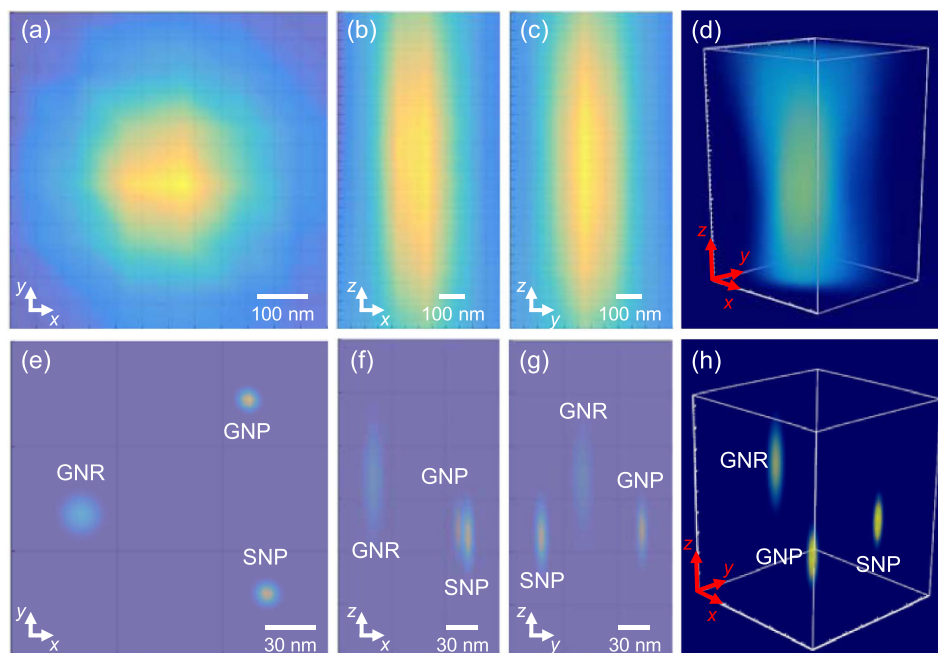 (a)
y
x
100 nm
(b)
z
x
100 nm
(c)
z
y
100 nm
(d)
z
y
x
(e)
GNP
GNR
SNP
y
x
30 nm
(f)
GNP
GNR
SNP
z
x
30 nm
(g)
GNR
GNP
SNP
z
y
30 nm
(h)
GNR
GNP
SNP
z
y
x